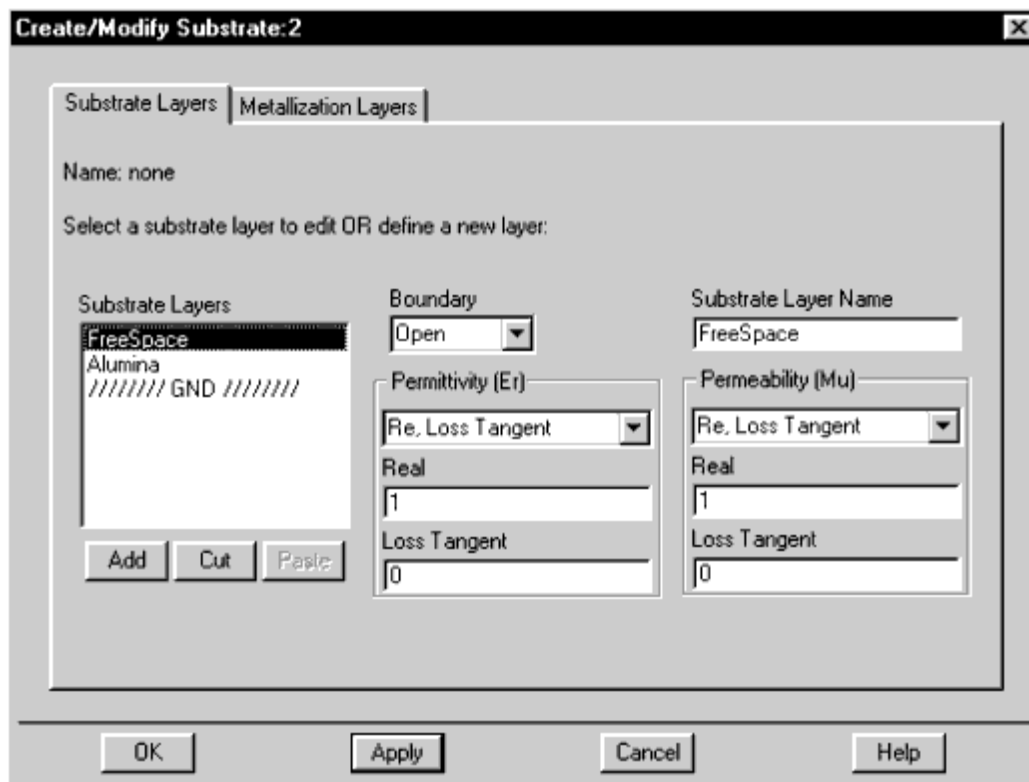 Create/Modify Substrate:2
Substrate Layers
Metallization Layers
Name: none
Select a substrate layer to edit OR define a new layer:
Substrate Layers
FreeSpace
Alumina
//////// GND ////////
Add
Cut
Paste
Boundary
Open
Permittivity (Er)
Re, Loss Tangent
Real
1
Loss Tangent
0
Substrate Layer Name
FreeSpace
Permeability (Mu)
Re, Loss Tangent
Real
1
Loss Tangent
0
OK
Apply
Cancel
Help